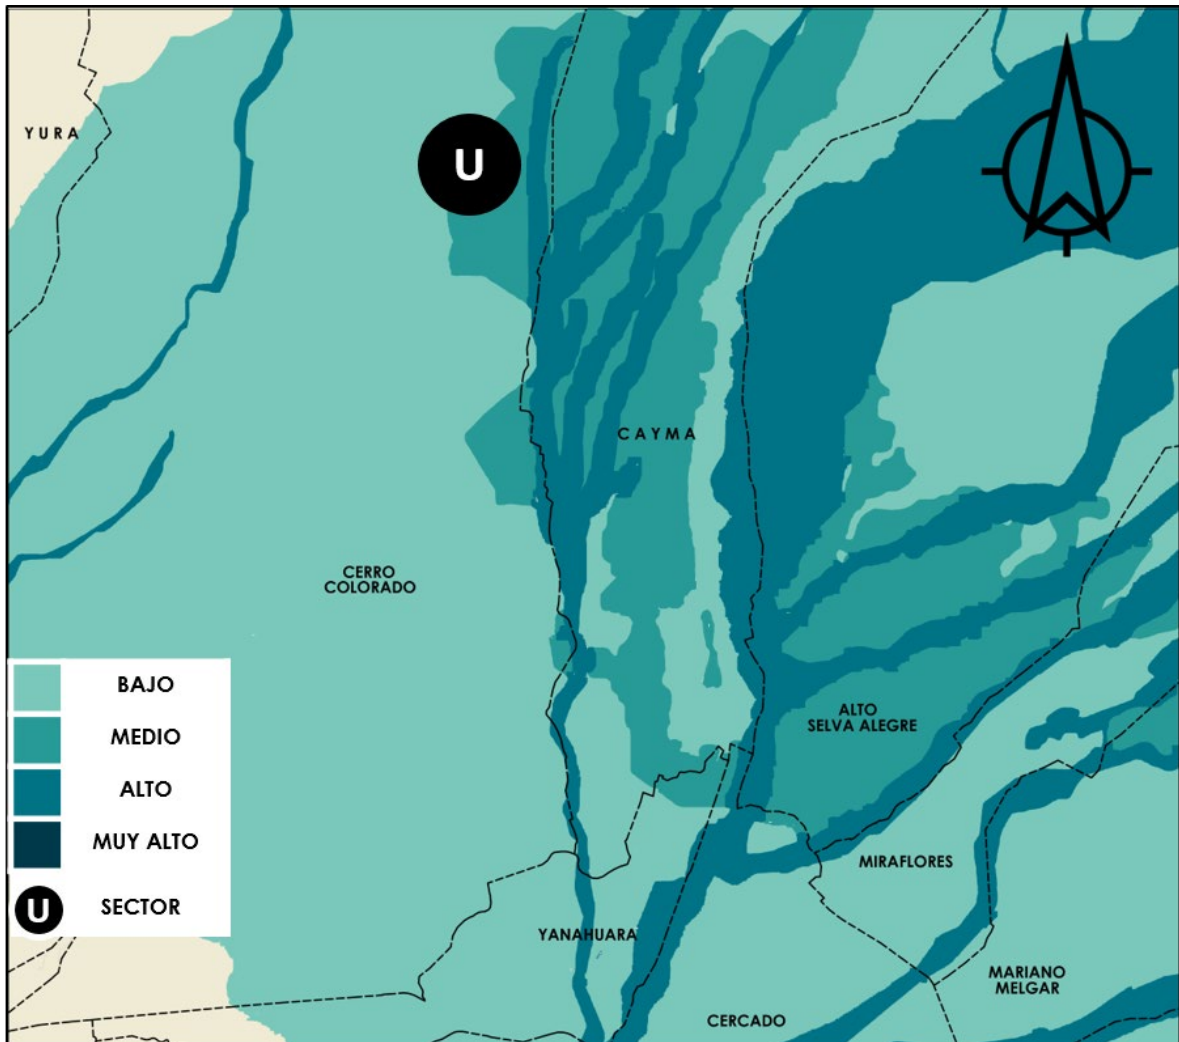 YURA
U
CAYMA
CERRO
COLORADO
BAJO
MEDIO
ALTO
MUY ALTO
U
SECTOR
ALTO
SELVA ALEGRE
MIRAFLORES
YANAHUARA
MARIANO
MELGAR
CERCADO